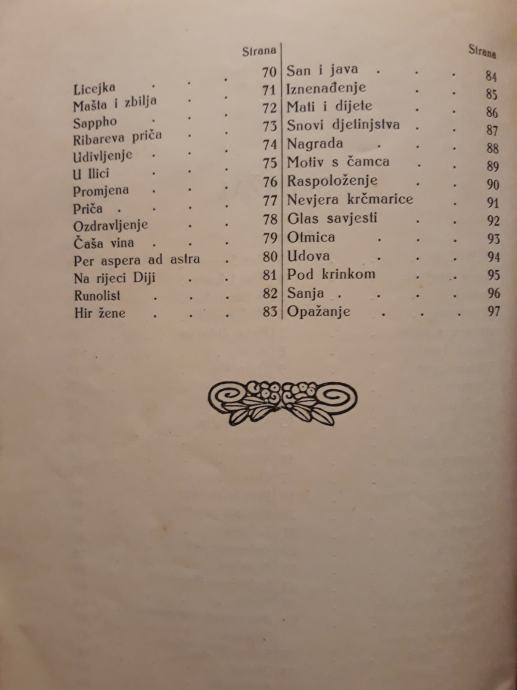 Strana
Licejka . . . 70
Mašta i zbilja . . 71
Sappho . . . 72
Ribareva priča . . 73
Udivljenje . . . 74
U Ilici . . . 75
Promjena . . . 76
Priča . . . . 77
Ozdravljenje . . 78
Čaša vina . . . 79
Per aspera ad astra . 80
Na rijeci Diji . . 81
Runolist . . . 82
Hir žene . . . 83
Strana
San i java . . . 84
Iznenađenje . . 85
Mati i dijete . . 86
Snovi djetinjstva . . 87
Nagrada . . . 88
Motiv s čamca . . 89
Raspoloženje . . 90
Nevjera krčmarice . 91
Glas savjesti . . 92
Otmica . . . 93
Udova . . . 94
Pod krinkom . . 95
Sanja . . . . 96
Opažanje . . . 97